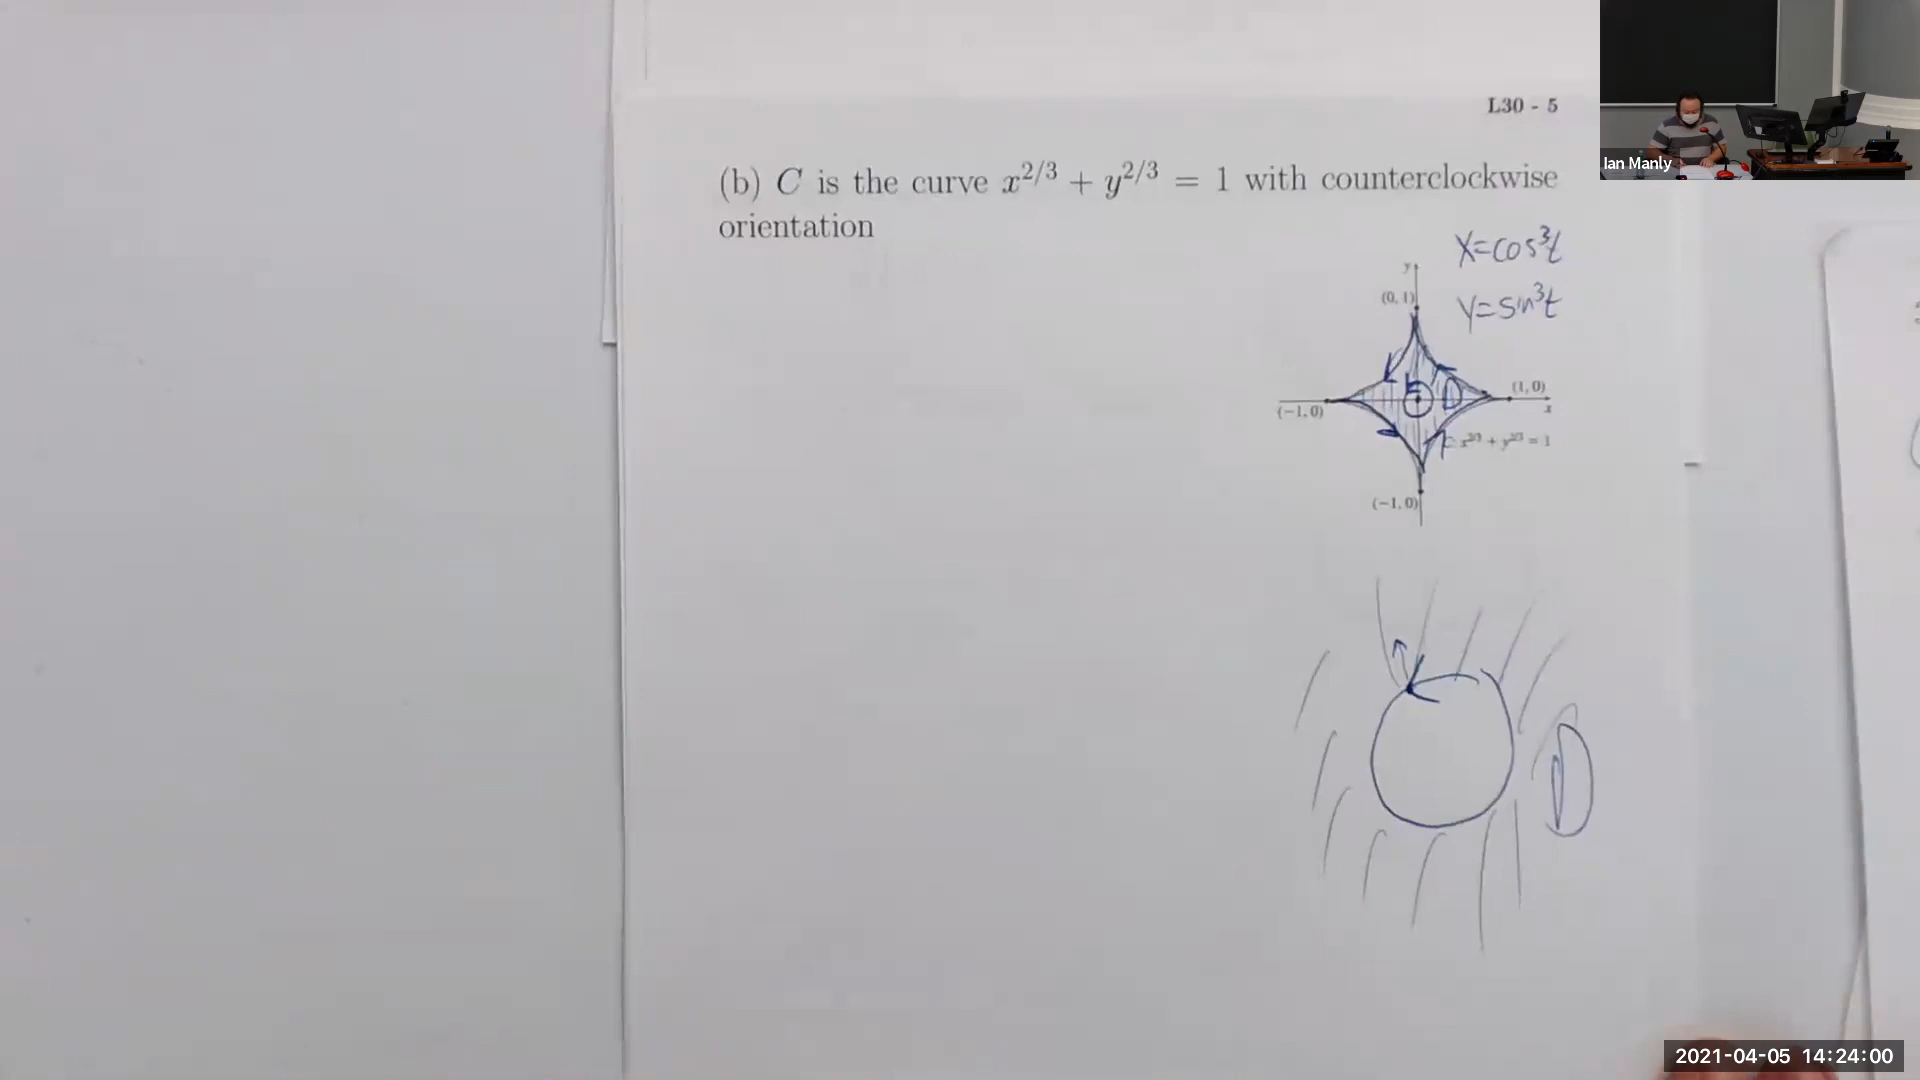 L30 - 5
Ian Manly
(b) C is the curve x^{2/3} + y^{2/3} = 1 with counterclockwise
orientation
X=cos³t
y
(0, 1)
Y=sin³t
E
D
(1, 0)
(−1, 0)
x
C
x^{2/3} + y^{2/3} = 1
(−1, 0)
D
2021-04-05 14:24:00